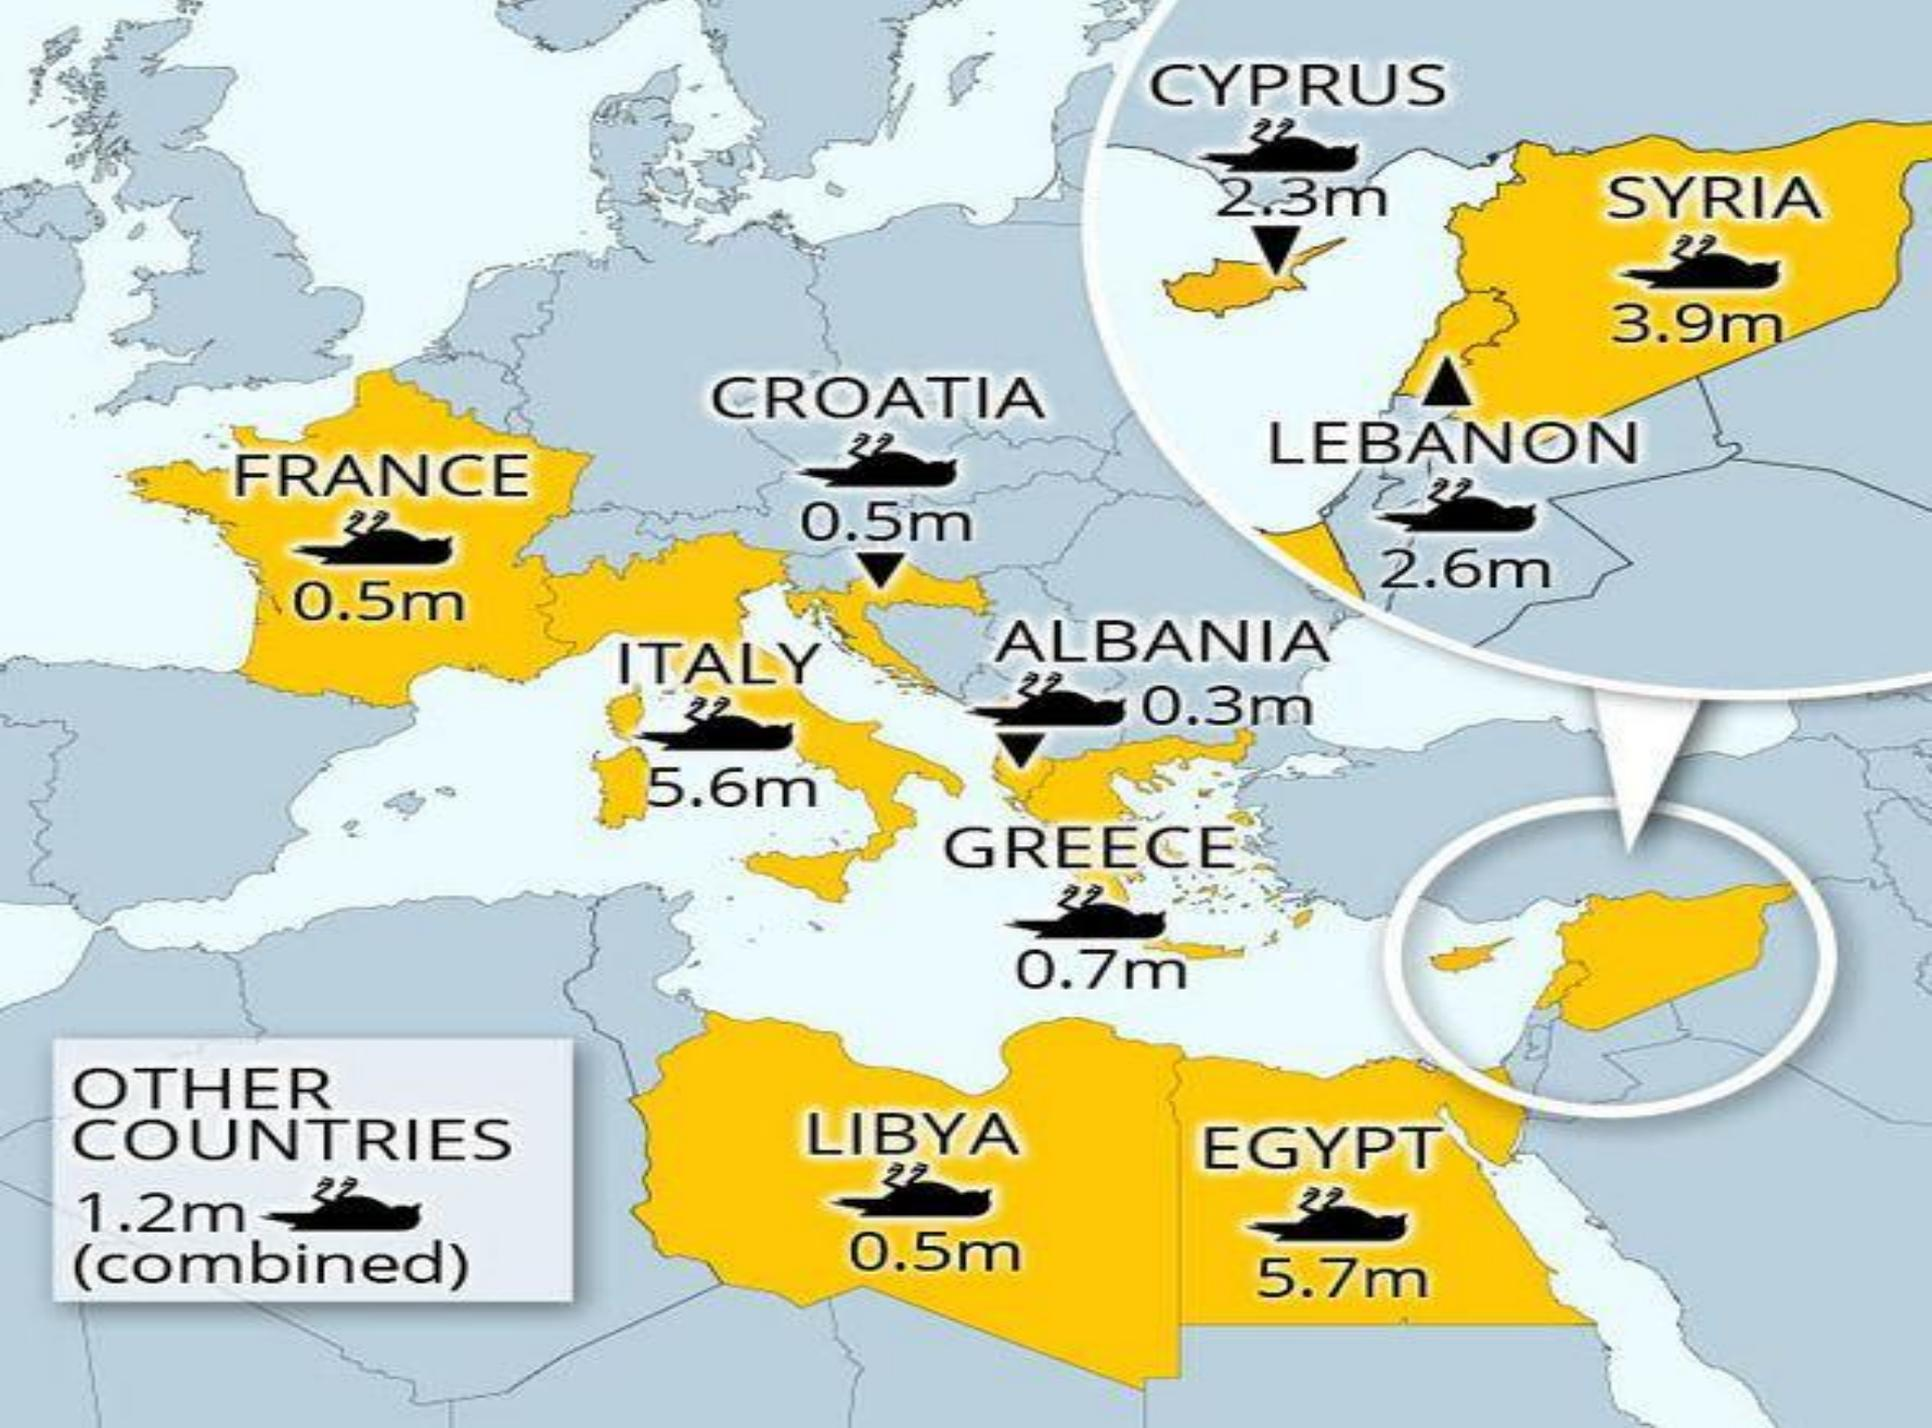 CYPRUS
2.3m
SYRIA
3.9m
LEBANON
2.6m
CROATIA
0.5m
FRANCE
0.5m
ITALY
5.6m
ALBANIA
0.3m
GREECE
0.7m
LIBYA
0.5m
EGYPT
5.7m
OTHER
COUNTRIES
1.2m
(combined)